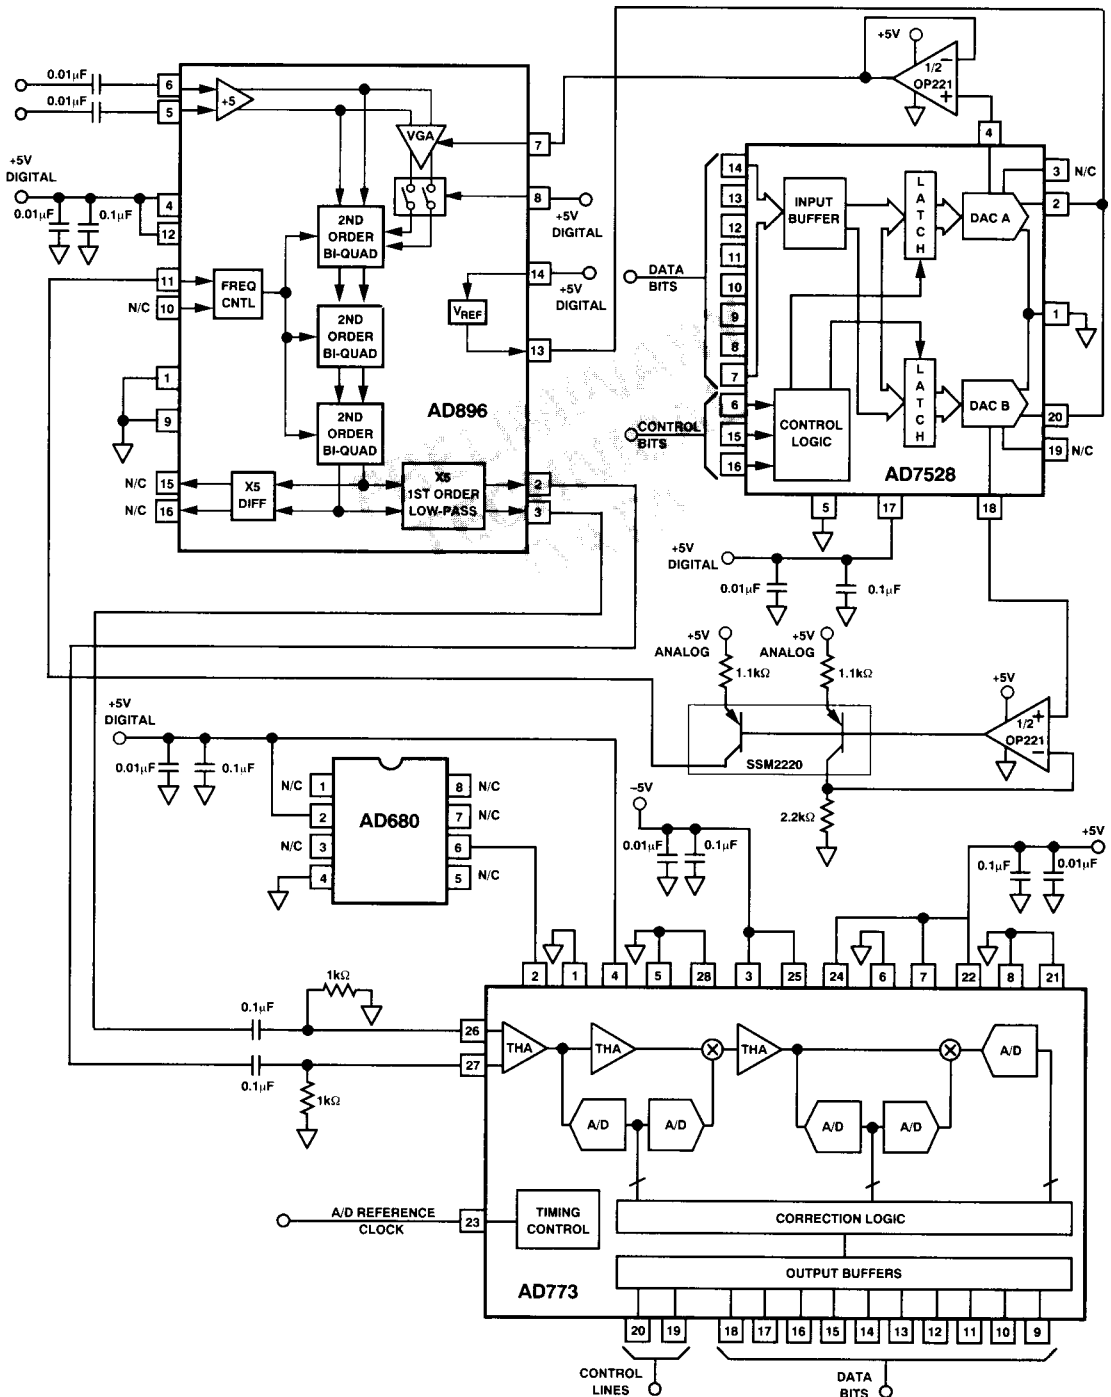 +5V
1/2
OP221
−
+
4
0.01µF
0.01µF
6
5
+5
VGA
7
+5V
DIGITAL
0.01µF
0.1µF
4
12
8
+5V
DIGITAL
2ND
ORDER
BI-QUAD
11
10
N/C
FREQ
CNTL
14
+5V
DIGITAL
VREF
13
2ND
ORDER
BI-QUAD
1
9
AD896
2ND
ORDER
BI-QUAD
N/C
15
N/C
16
X5
DIFF
X5
1ST ORDER
LOW-PASS
2
3
14
13
12
11
10
9
8
7
DATA
BITS
INPUT
BUFFER
LATCH
DAC A
3
N/C
2
1
LATCH
DAC B
20
19
N/C
6
15
16
CONTROL
BITS
CONTROL
LOGIC
AD7528
5
17
18
+5V
DIGITAL
0.01µF
0.1µF
+5V
ANALOG
+5V
ANALOG
1.1kΩ
1.1kΩ
SSM2220
+5V
1/2
OP221
+
−
2.2kΩ
+5V
DIGITAL
0.01µF
0.1µF
N/C
1
2
N/C
3
4
AD680
8
N/C
7
N/C
6
5
N/C
~5V
0.01µF
0.1µF
+5V
0.1µF
0.01µF
2
1
4
5
28
3
25
24
6
7
22
8
21
1kΩ
0.1µF
26
27
0.1µF
1kΩ
THA
THA
THA
A/D
A/D
A/D
A/D
A/D
A/D REFERENCE
CLOCK
23
TIMING
CONTROL
CORRECTION LOGIC
OUTPUT BUFFERS
AD773
20
19
18
17
16
15
14
13
12
11
10
9
CONTROL
LINES
DATA
BITS